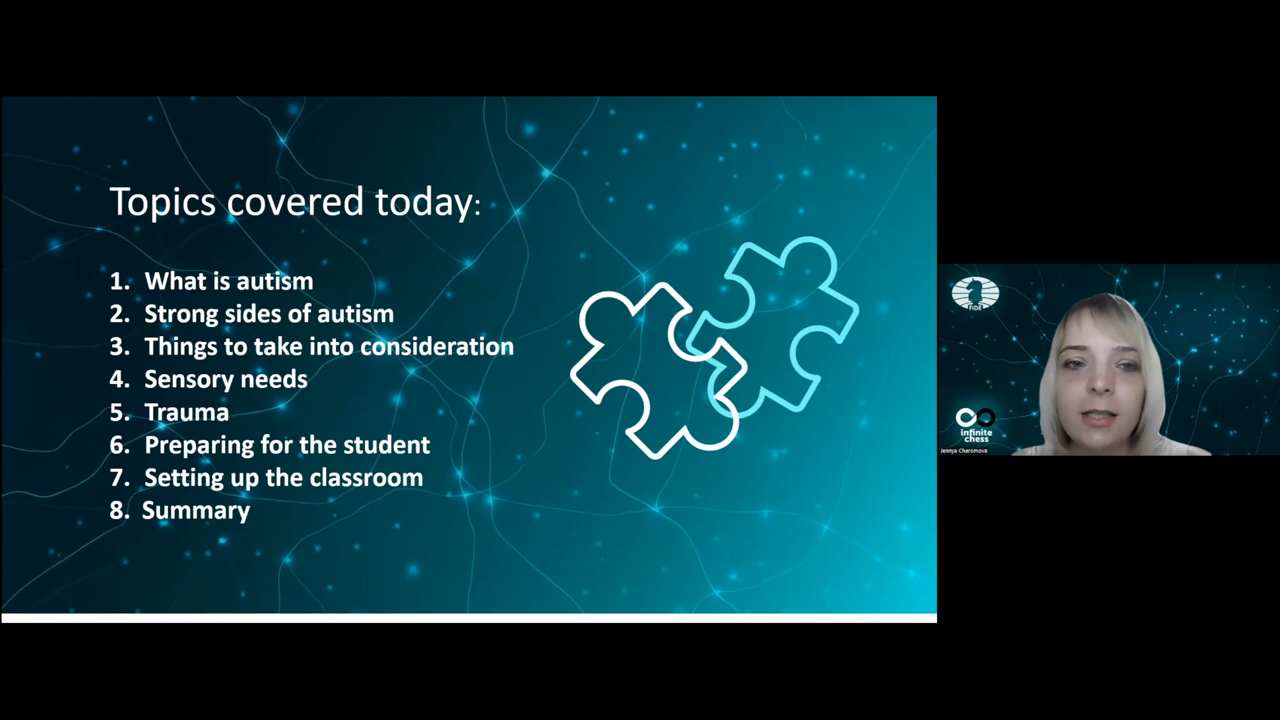 Topics covered today:
1. What is autism
2. Strong sides of autism
3. Things to take into consideration
4. Sensory needs
5. Trauma
6. Preparing for the student
7. Setting up the classroom
8. Summary
FIDE
infinite
chess
Jennya Charomova